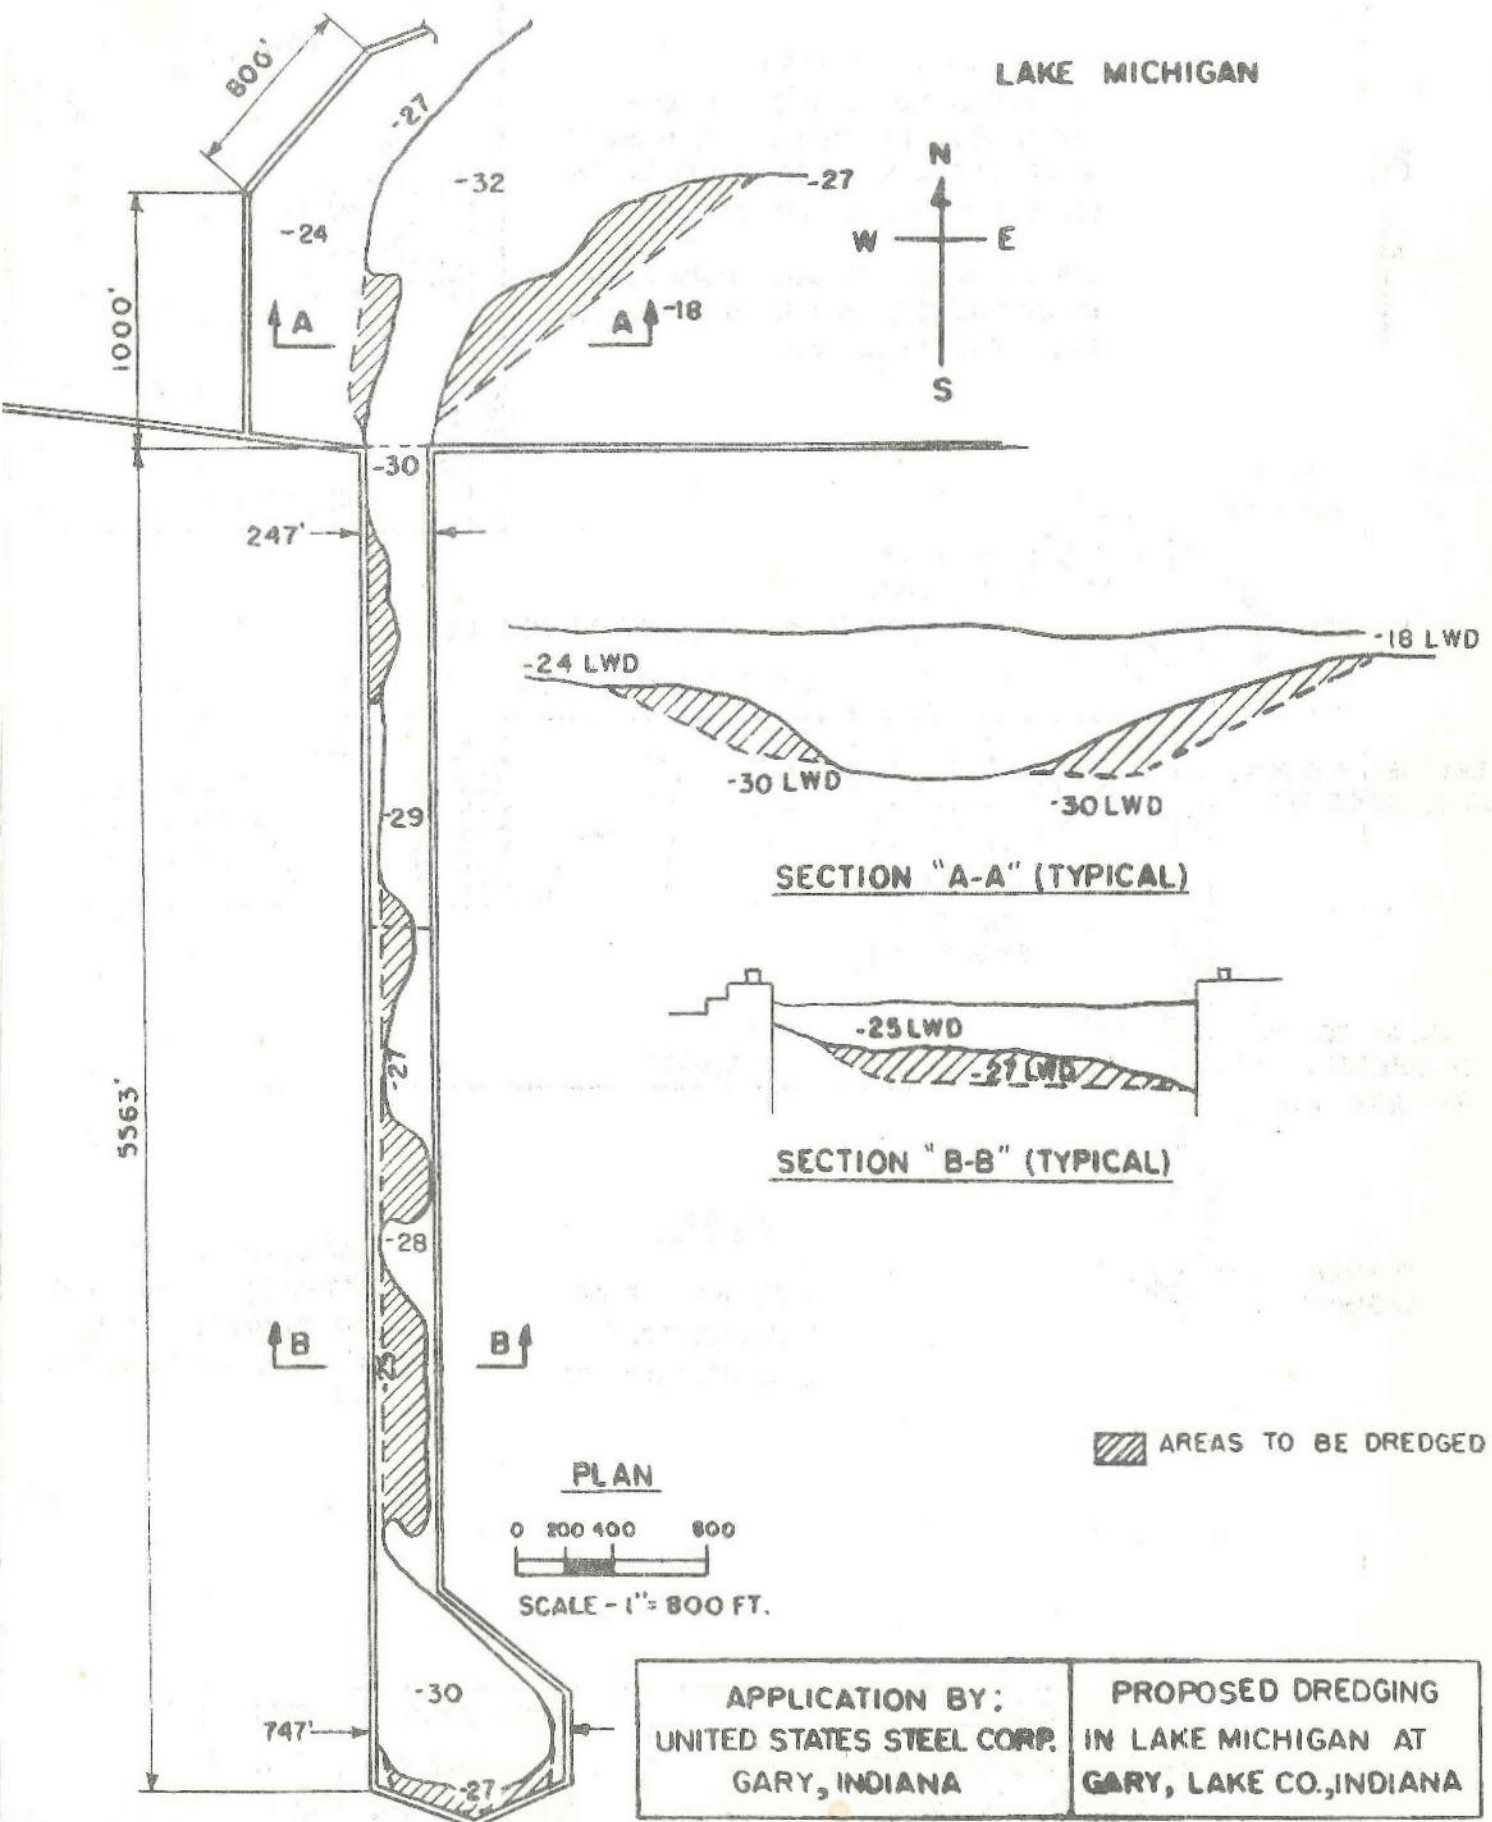 LAKE MICHIGAN
800'
-27
-32
-27
-24
N
W E
S
1000'
A
A
-18
-30
247'
-18 LWD
-24 LWD
-30 LWD
-30 LWD
-29
SECTION "A-A" (TYPICAL)
-25 LWD
-27 LWD
-27
5563'
SECTION "B-B" (TYPICAL)
-28
B
B
-25
AREAS TO BE DREDGED
PLAN
0 200 400 800
SCALE - 1"= 800 FT.
-30
747'
-27
APPLICATION BY:
UNITED STATES STEEL CORP.
GARY, INDIANA
PROPOSED DREDGING
IN LAKE MICHIGAN AT
GARY, LAKE CO., INDIANA